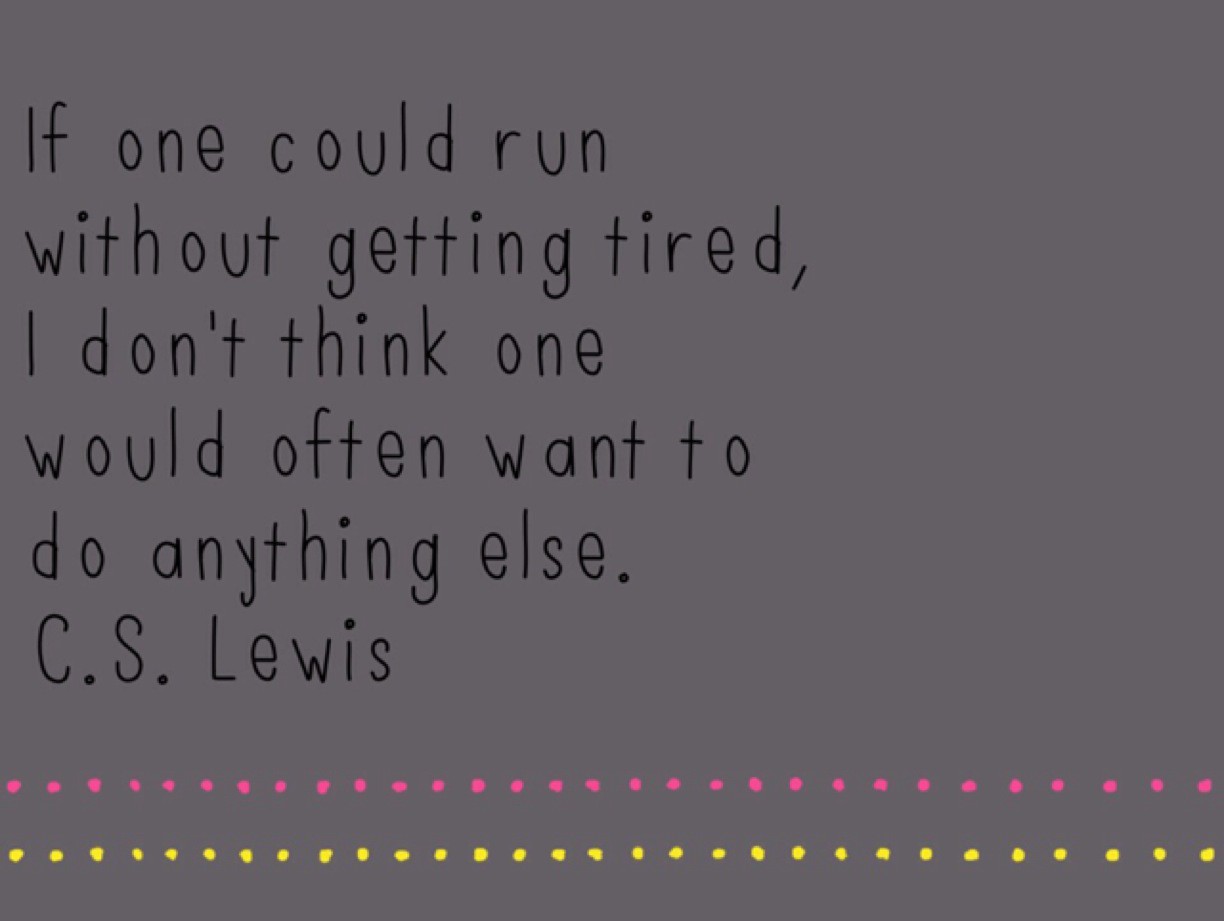 If one could run
without getting tired,
I don't think one
would often want to
do anything else.
C.S. Lewis